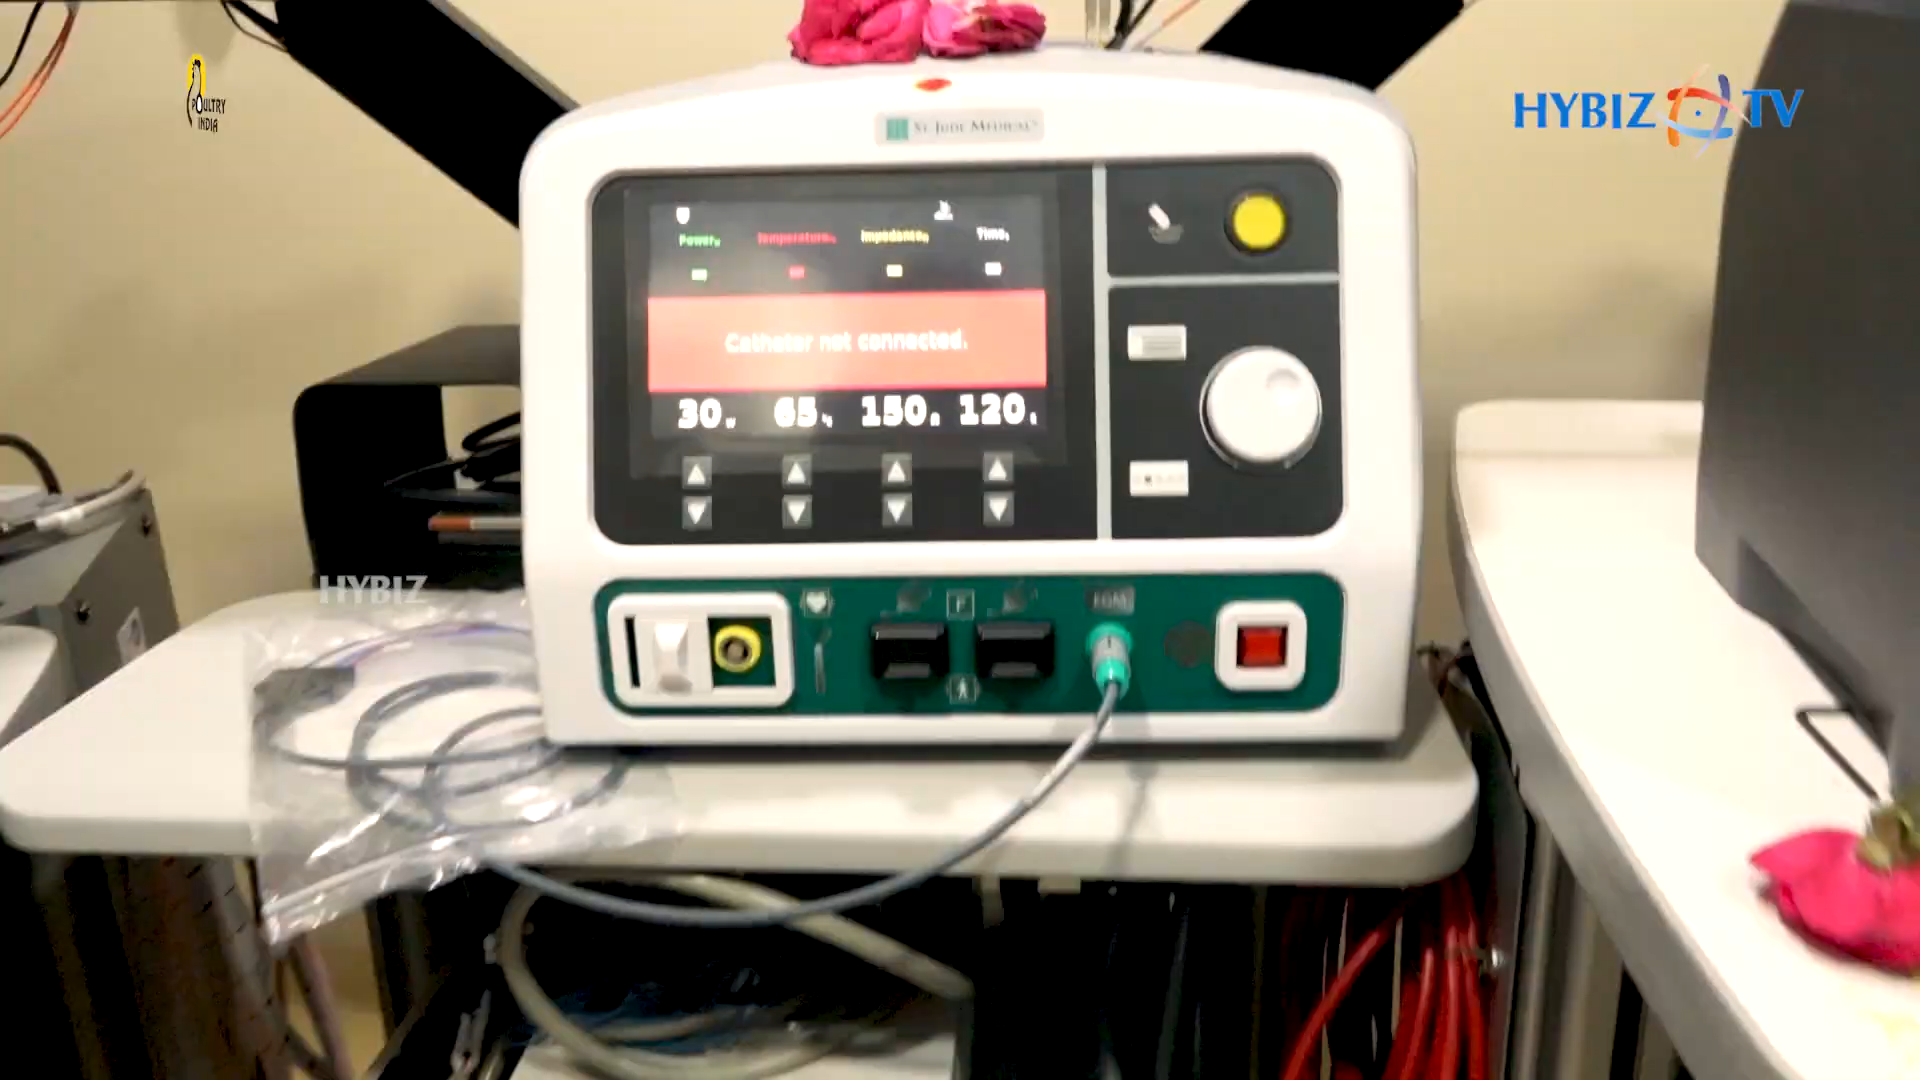 POULTRY
INDIA
HYBIZ TV
ST. JUDE MEDICAL
Power
Temperature
Impedance
Time
Catheter not connected.
30 65 150 120
HYBIZ
P
EGM